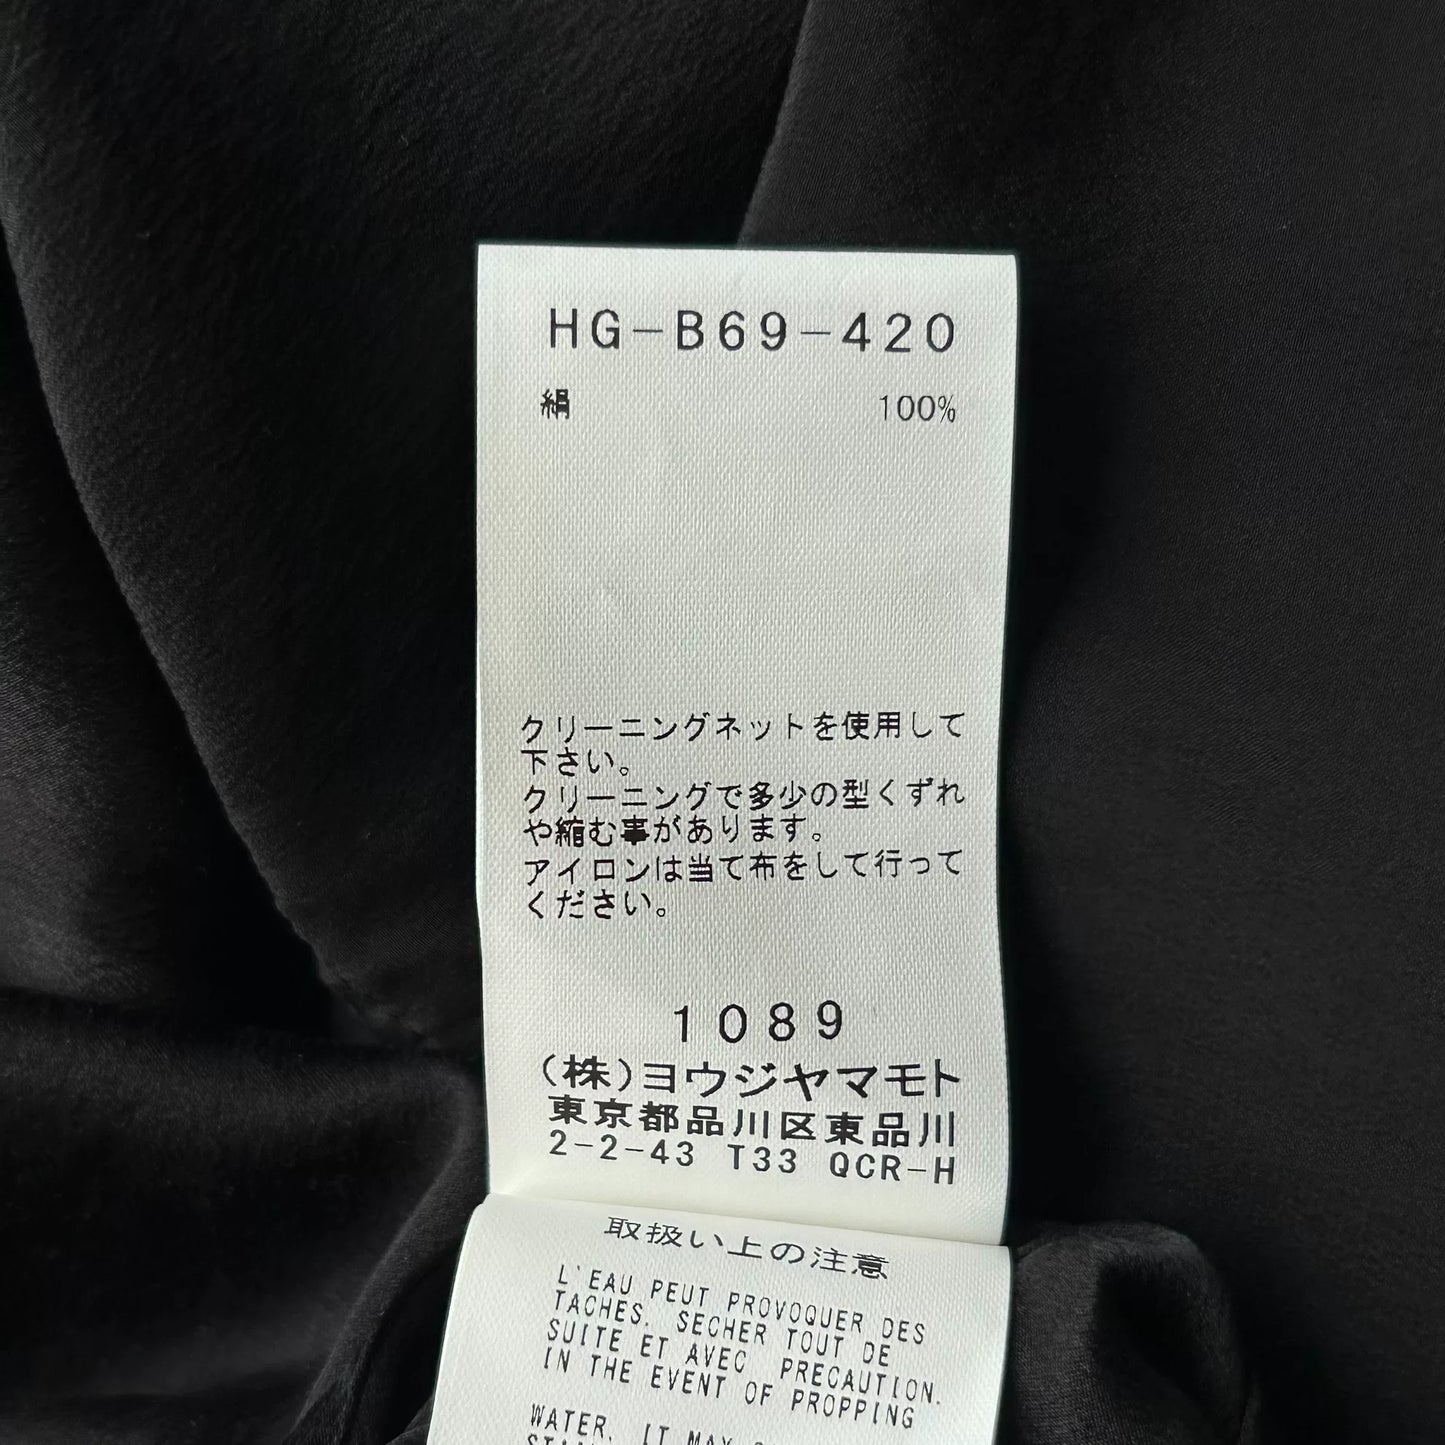 HG-B69-420
絹 100%
クリーニングネットを使用して
下さい。
クリーニングで多少の型くずれ
や縮む事があります。
アイロンは当て布をして行って
ください。
1089
(株)ヨウジヤマモト
東京都品川区東品川
2-2-43 T33 QCR-H
取扱い上の注意
L'EAU PEUT PROVOQUER DES
TACHES. SECHER TOUT DE
SUITE ET AVEC PRECAUTION.
IN THE EVENT OF PROPPING
WATER, IT MAY